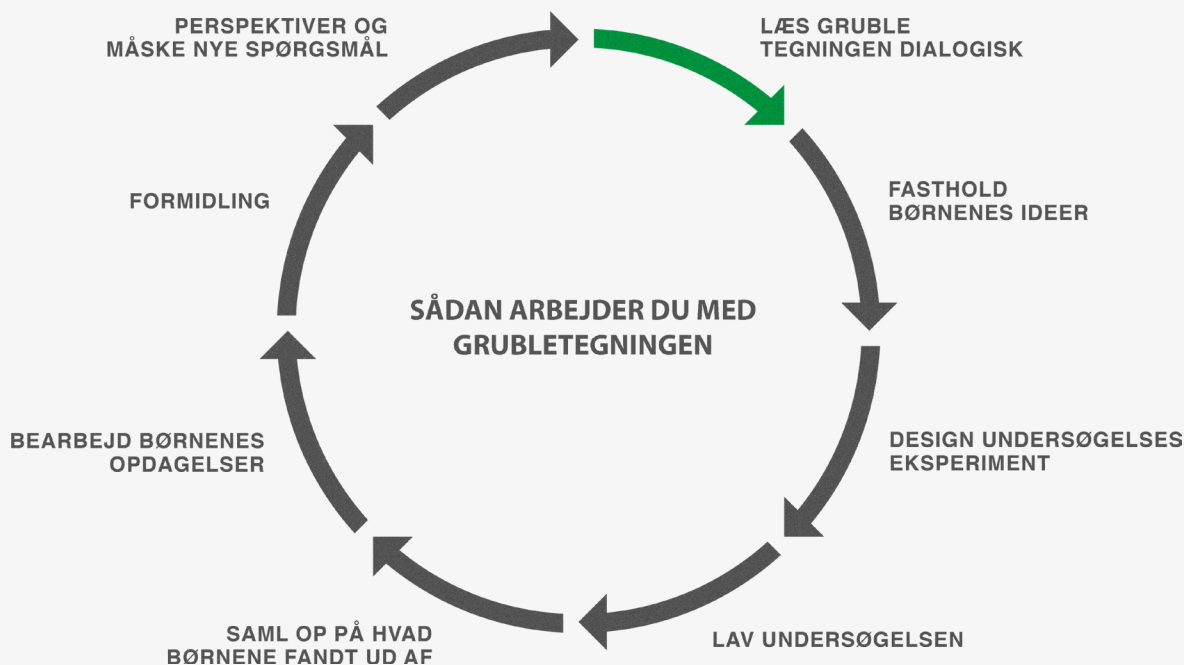 SÅDAN ARBEJDER DU MED
GRUBLETEGNINGEN
LÆS GRUBLE
TEGNINGEN DIALOGISK
FASTHOLD
BØRNENES IDEER
DESIGN UNDERSØGELSES
EKSPERIMENT
LAV UNDERSØGELSEN
SAML OP PÅ HVAD
BØRNENE FANDT UD AF
BEARBEJD BØRNENES
OPDAGELSER
FORMIDLING
PERSPEKTIVER OG
MÅSKE NYE SPØRGSMÅL